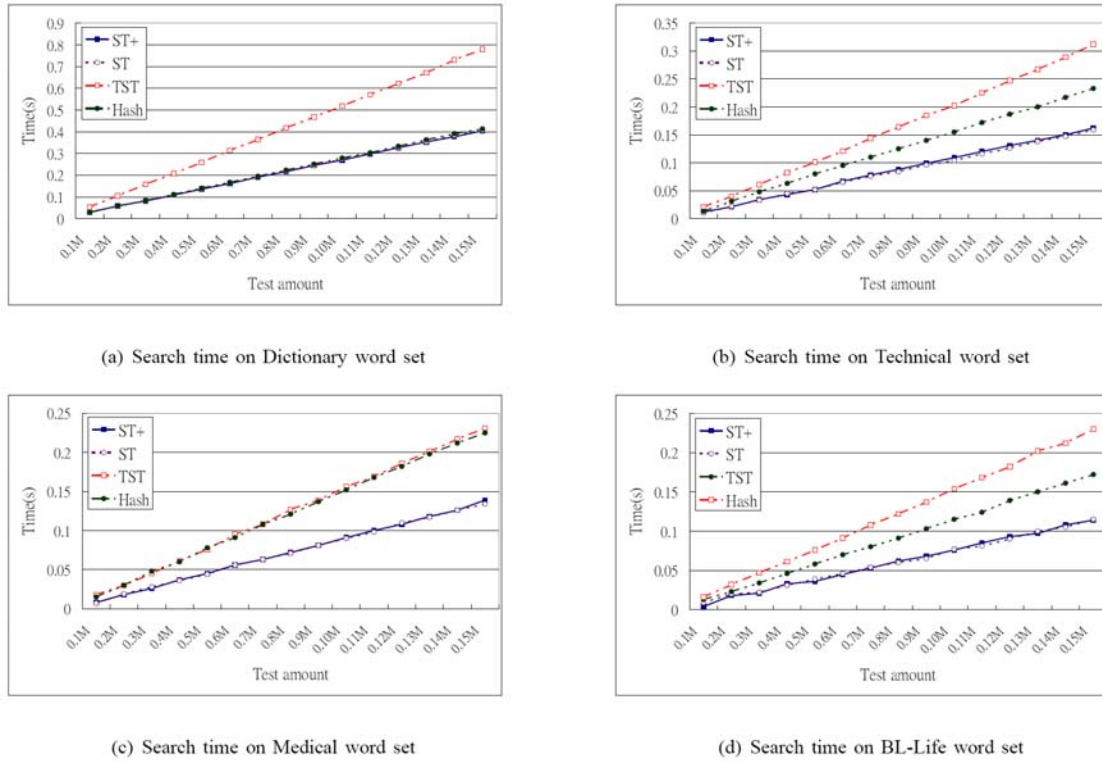 0.9
0.8
0.7
0.6
0.5
0.4
0.3
0.2
0.1
0
Time(s)
ST+
ST
TST
Hash
0.1M 0.2M 0.3M 0.4M 0.5M 0.6M 0.7M 0.8M 0.9M 0.10M 0.11M 0.12M 0.13M 0.14M 0.15M
Test amount
(a) Search time on Dictionary word set
0.35
0.3
0.25
0.2
0.15
0.1
0.05
0
Time(s)
ST+
ST
TST
Hash
0.1M 0.2M 0.3M 0.4M 0.5M 0.6M 0.7M 0.8M 0.9M 0.10M 0.11M 0.12M 0.13M 0.14M 0.15M
Test amount
(b) Search time on Technical word set
0.25
0.2
0.15
0.1
0.05
0
Time(s)
ST+
ST
TST
Hash
0.1M 0.2M 0.3M 0.4M 0.5M 0.6M 0.7M 0.8M 0.9M 0.10M 0.11M 0.12M 0.13M 0.14M 0.15M
Test amount
(c) Search time on Medical word set
0.25
0.2
0.15
0.1
0.05
0
Time(s)
ST+
ST
TST
Hash
0.1M 0.2M 0.3M 0.4M 0.5M 0.6M 0.7M 0.8M 0.9M 0.10M 0.11M 0.12M 0.13M 0.14M 0.15M
Test amount
(d) Search time on BL-Life word set